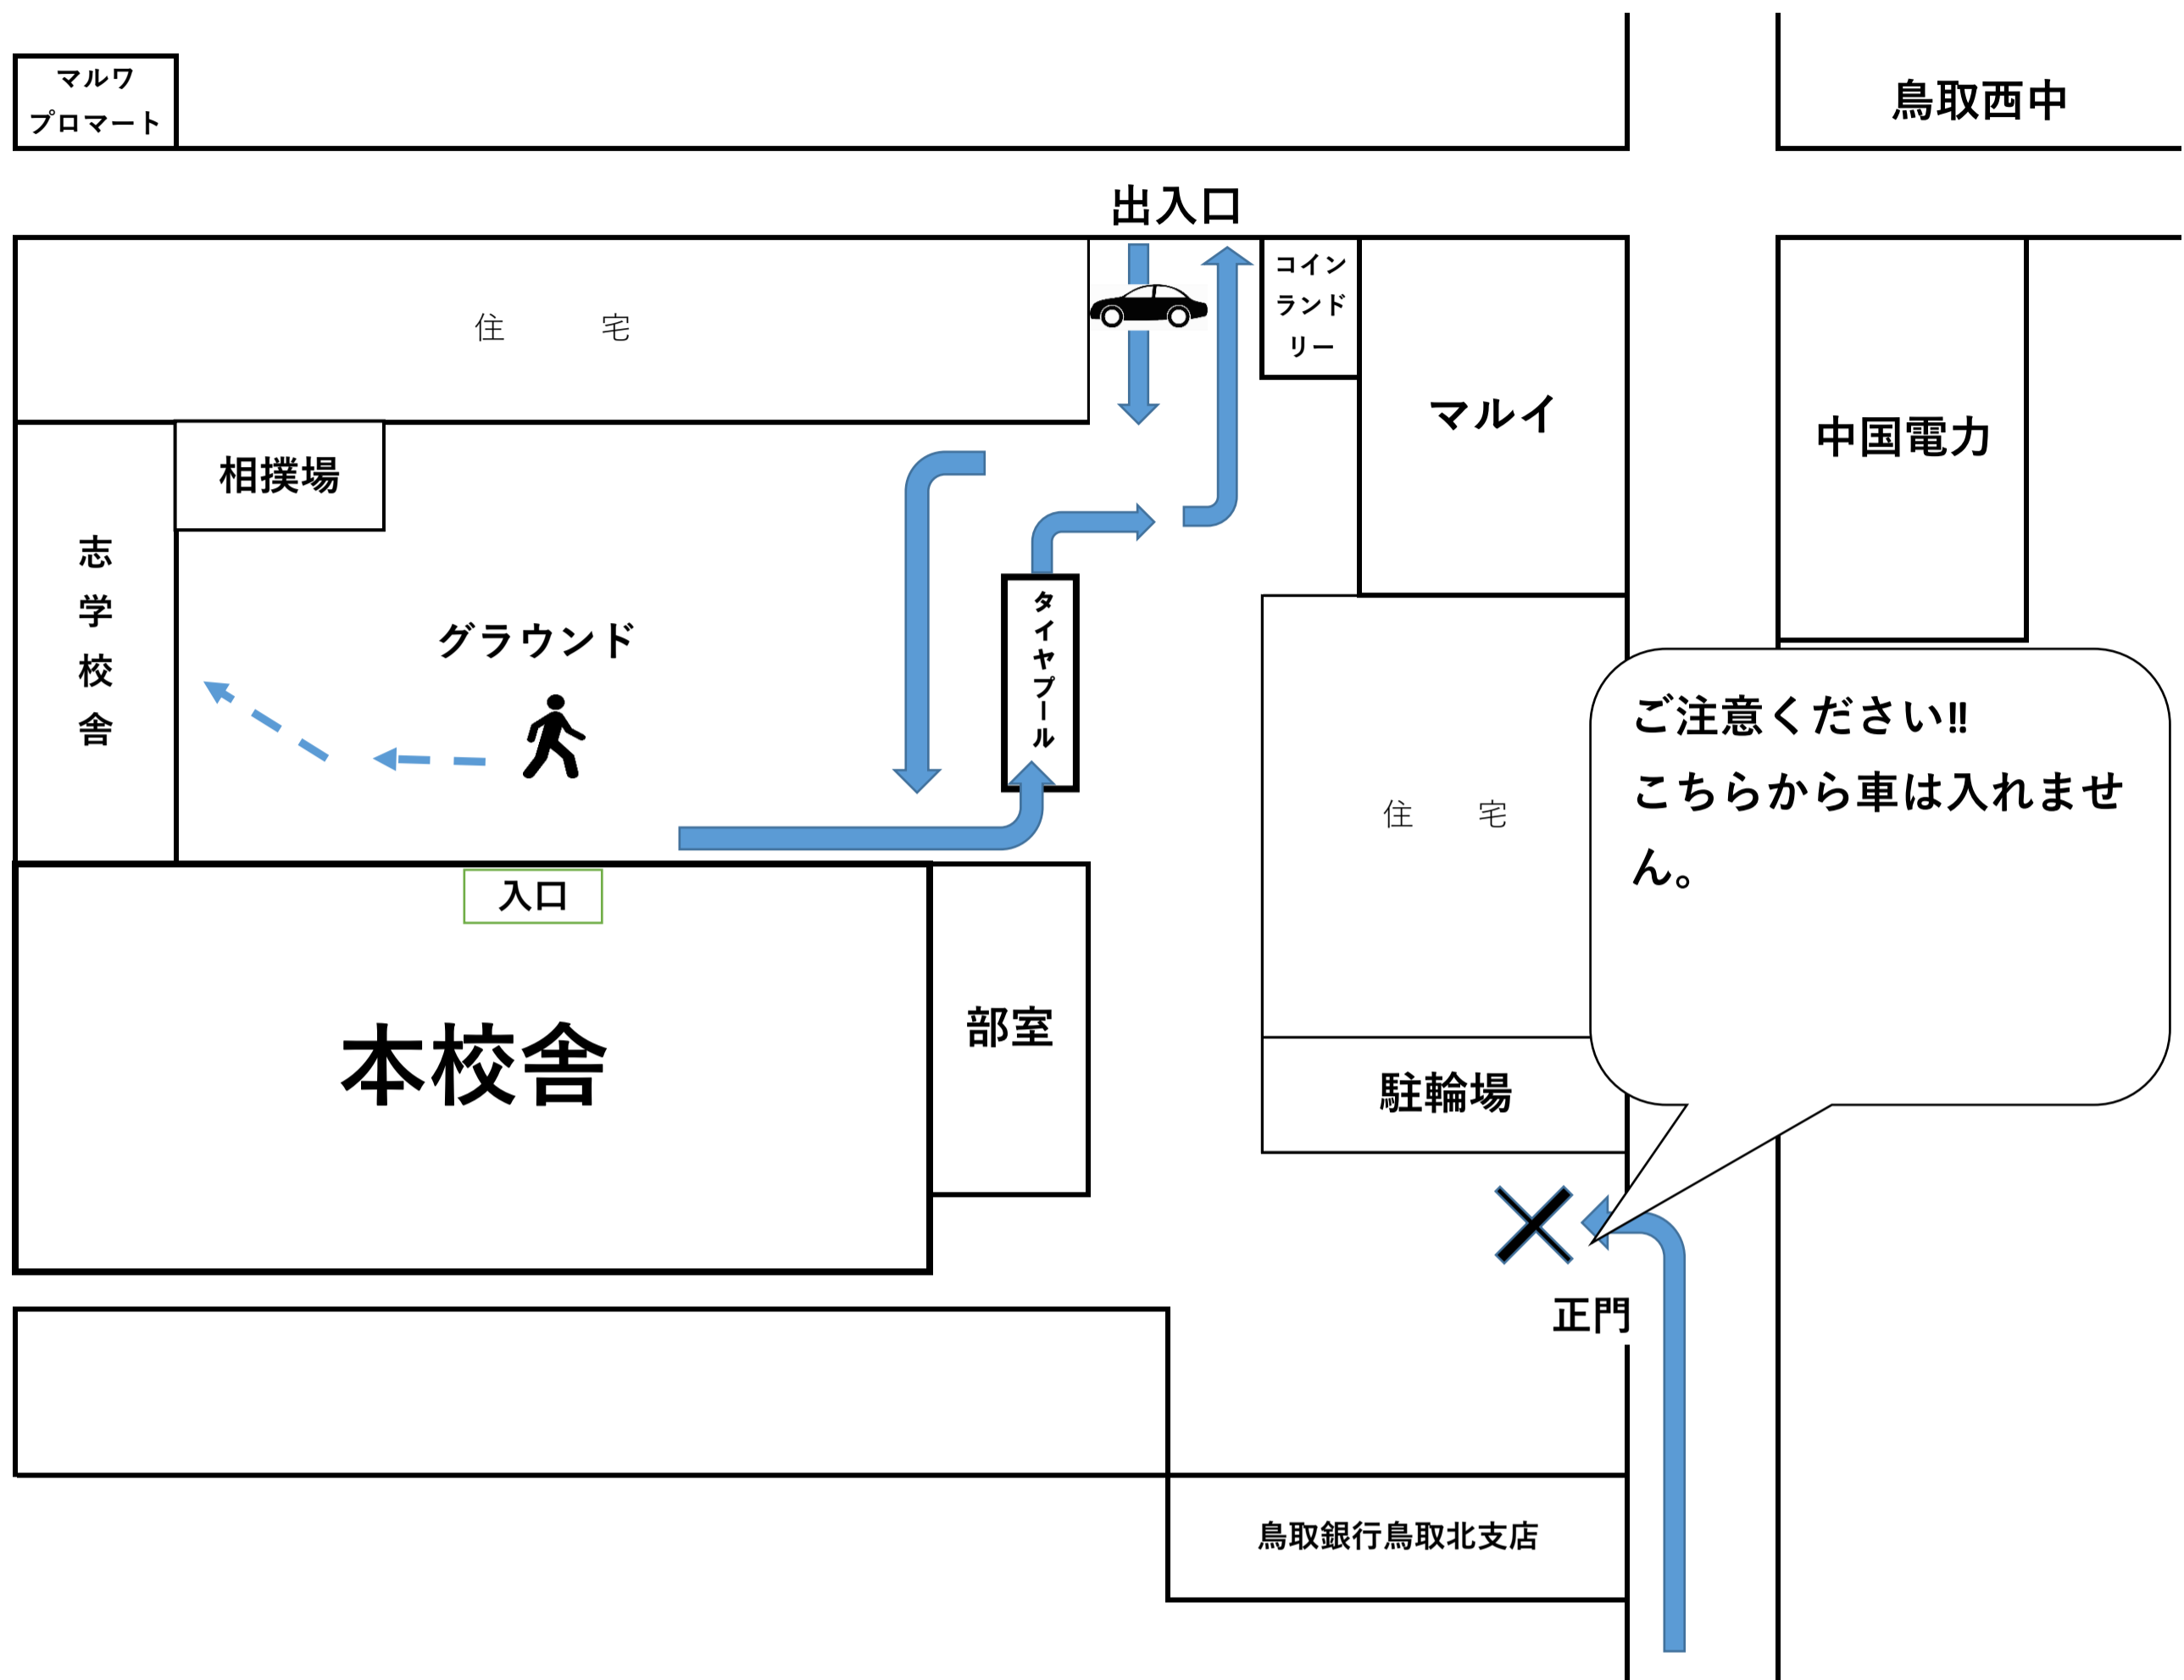 マルワ
プロマート
鳥取西中
出入口
住　宅
コイン
ランド
リー
マルイ
中国電力
相撲場
志学校舎
グラウンド
タイヤプール
ご注意ください!!
こちらから車は入れませ
ん。
住　宅
入口
本校舎
部室
駐輪場
正門
鳥取銀行鳥取北支店